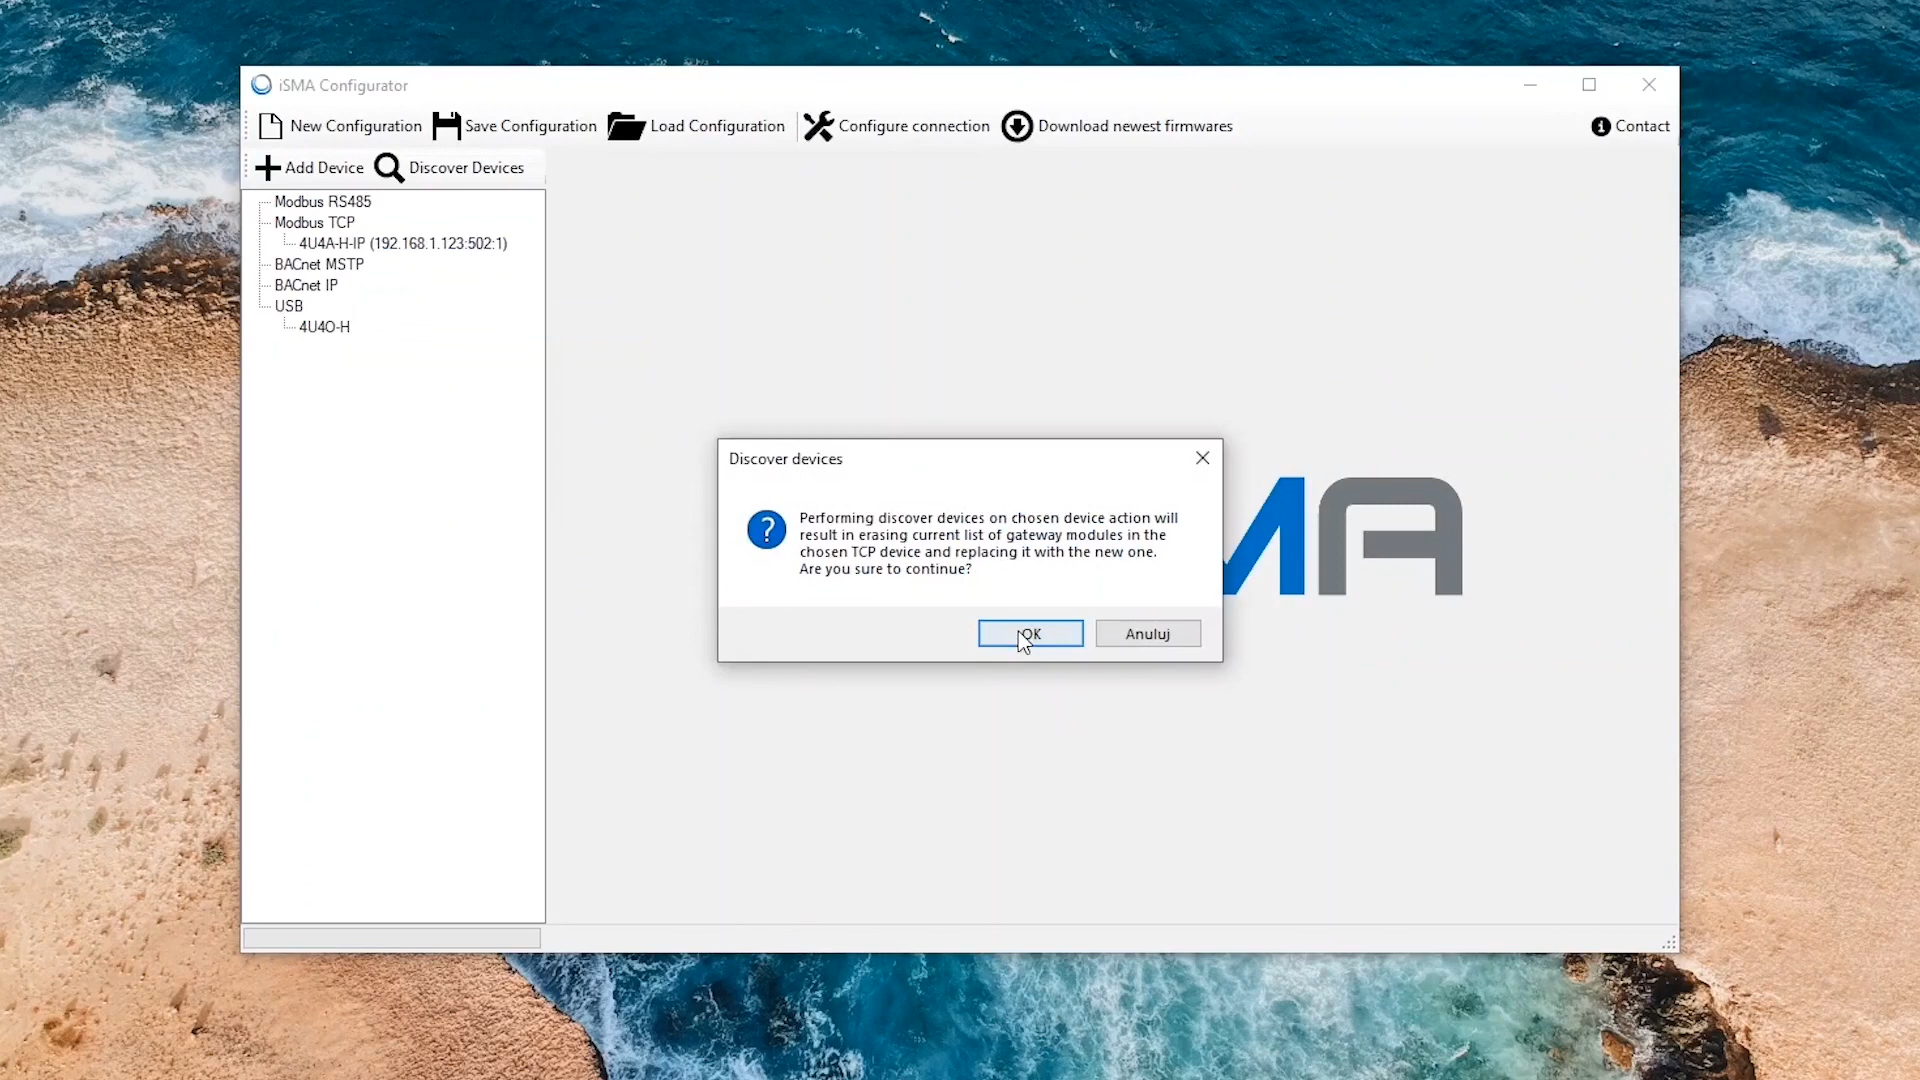 iSMA Configurator
New Configuration
Save Configuration
Load Configuration
Configure connection
Download newest firmwares
Contact
Add Device
Discover Devices
Modbus RS485
Modbus TCP
4U4A-H-IP (192.168.1.123:502:1)
BACnet MSTP
BACnet IP
USB
4U4O-H
Discover devices
Performing discover devices on chosen device action will
result in erasing current list of gateway modules in the
chosen TCP device and replacing it with the new one.
Are you sure to continue?
OK
Anuluj
MA